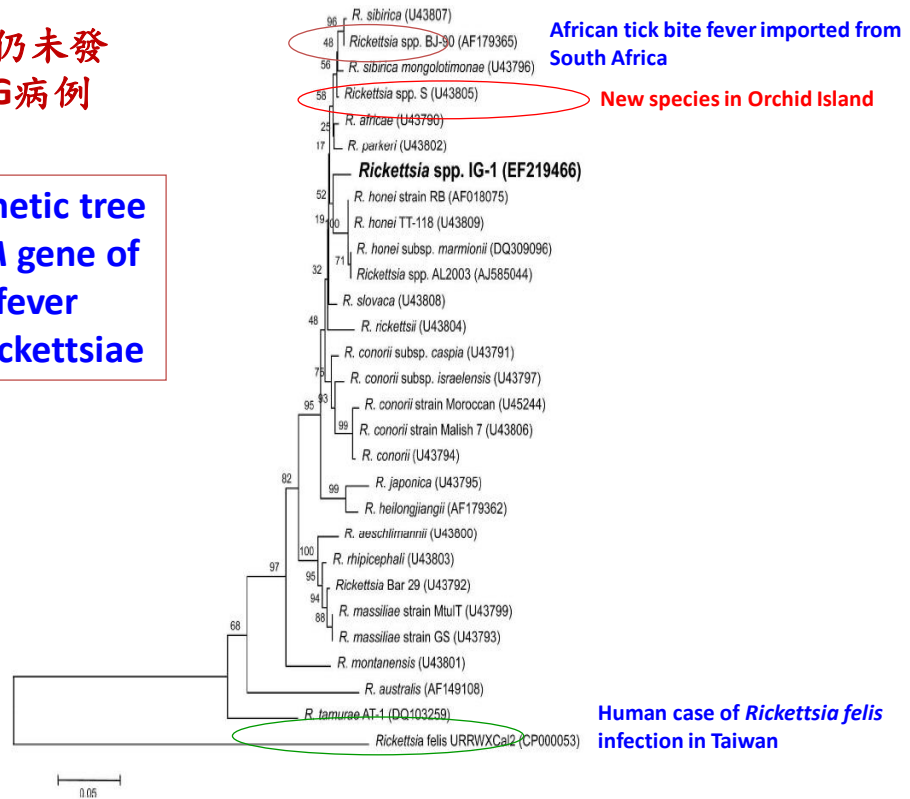 仍未發
G病例
netic tree
A gene of
fever
ckettsiae
African tick bite fever imported from
South Africa
New species in Orchid Island
Human case of Rickettsia felis
infection in Taiwan
R. sibirica (U43807)
Rickettsia spp. BJ-90 (AF179365)
R. sibirica mongolotimonae (U43796)
Rickettsia spp. S (U43805)
R. africae (U43790)
R. parkeri (U43802)
Rickettsia spp. IG-1 (EF219466)
R. honei strain RB (AF018075)
R. honei TT-118 (U43809)
R. honei subsp. marmionii (DQ309096)
Rickettsia spp. AL2003 (AJ585044)
R. slovaca (U43808)
R. rickettsii (U43804)
R. conorii subsp. caspia (U43791)
R. conorii subsp. israelensis (U43797)
R. conorii strain Moroccan (U45244)
R. conorii strain Malish 7 (U43806)
R. conorii (U43794)
R. japonica (U43795)
R. heilongjiangii (AF179362)
R. aeschlimannii (U43800)
R. rhipicephali (U43803)
Rickettsia Bar 29 (U43792)
R. massiliae strain MtuIT (U43799)
R. massiliae strain GS (U43793)
R. montanensis (U43801)
R. australis (AF149108)
R. tamurae AT-1 (DQ103259)
Rickettsia felis URRWXCal2 (CP000053)
96
48
56
58
25
17
52
19
100
71
32
48
75
93
99
95
99
82
100
95
94
88
97
68
0.05